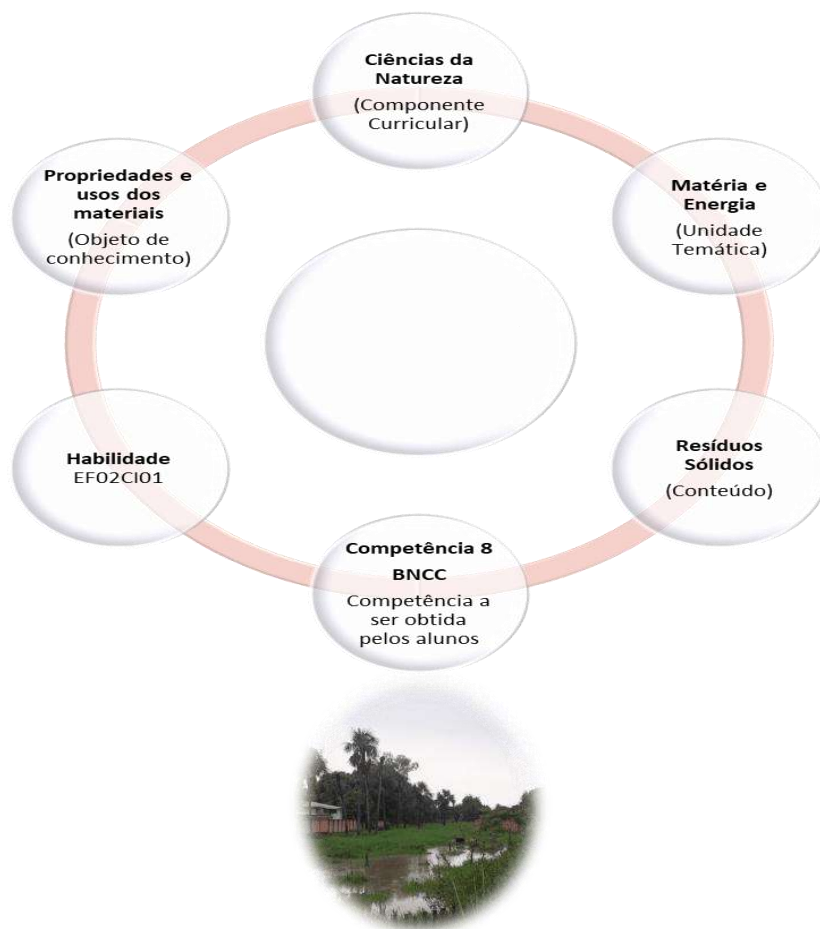 Ciências da
Natureza
(Componente
Curricular)
Propriedades e
usos dos
materiais
(Objeto de
conhecimento)
Matéria e
Energia
(Unidade
Temática)
Habilidade
EF02CI01
Resíduos
Sólidos
(Conteúdo)
Competência 8
BNCC
Competência a
ser obtida
pelos alunos